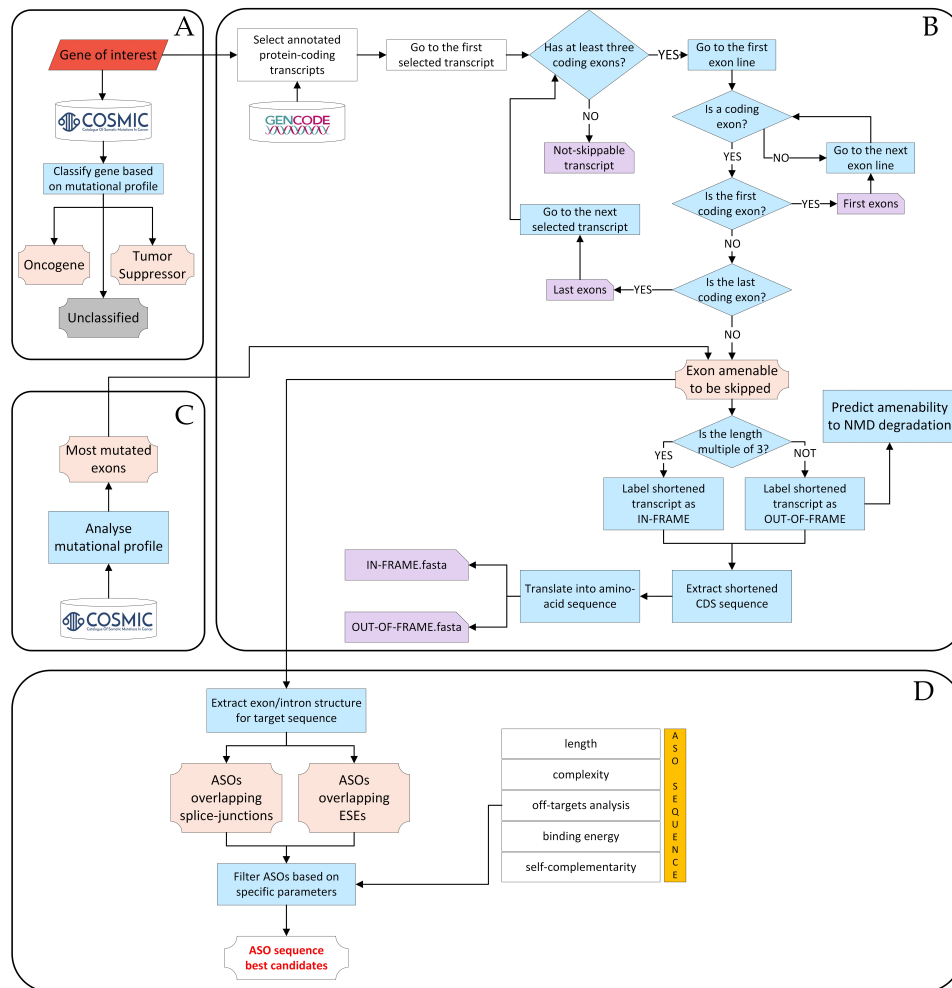 A
Gene of interest
COSMIC
Catalogue Of Somatic Mutations In Cancer
Classify gene based
on mutational profile
Oncogene
Tumor
Suppressor
Unclassified
B
Select annotated
protein-coding
transcripts
GENCODE
Go to the first
selected transcript
Has at least three
coding exons?
YES
NO
Not-skippable
transcript
Go to the first
exon line
Is a coding
exon?
NO
Go to the next
exon line
YES
Is the first
coding exon?
YES
First exons
NO
Is the last
coding exon?
YES
Last exons
Go to the next
selected transcript
NO
Exon amenable
to be skipped
Is the length
multiple of 3?
YES
NOT
Label shortened
transcript as
IN-FRAME
Label shortened
transcript as
OUT-OF-FRAME
Predict amenability
to NMD degradation
Extract shortened
CDS sequence
Translate into amino-
acid sequence
IN-FRAME.fasta
OUT-OF-FRAME.fasta
C
Most mutated
exons
Analyse
mutational profile
COSMIC
Catalogue Of Somatic Mutations In Cancer
D
Extract exon/intron structure
for target sequence
ASOs
overlapping
splice-junctions
ASOs
overlapping
ESEs
Filter ASOs based on
specific parameters
length
complexity
off-targets analysis
binding energy
self-complementarity
ASO SEQUENCE
ASO sequence
best candidates